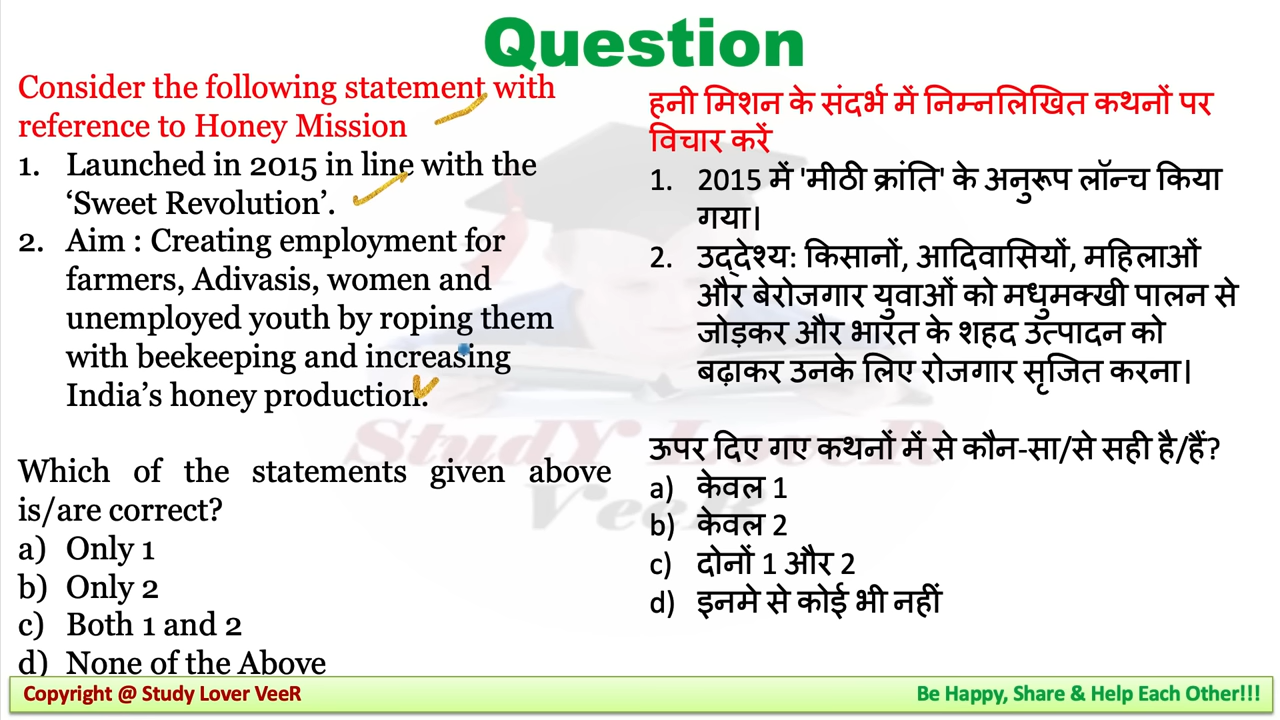 Question
Consider the following statement with
reference to Honey Mission
1. Launched in 2015 in line with the
‘Sweet Revolution’.
2. Aim : Creating employment for
farmers, Adivasis, women and
unemployed youth by roping them
with beekeeping and increasing
India’s honey production.
Which of the statements given above
is/are correct?
a) Only 1
b) Only 2
c) Both 1 and 2
d) None of the Above
हनी मिशन के संदर्भ में निम्नलिखित कथनों पर
विचार करें
1. 2015 में 'मीठी क्रांति' के अनुरूप लॉन्च किया
गया।
2. उद्देश्य: किसानों, आदिवासियों, महिलाओं
और बेरोजगार युवाओं को मधुमक्खी पालन से
जोड़कर और भारत के शहद उत्पादन को
बढ़ाकर उनके लिए रोजगार सृजित करना।
ऊपर दिए गए कथनों में से कौन-सा/से सही है/हैं?
a) केवल 1
b) केवल 2
c) दोनों 1 और 2
d) इनमे से कोई भी नहीं
StudY LoveR
VeeR
Copyright @ Study Lover VeeR
Be Happy, Share & Help Each Other!!!